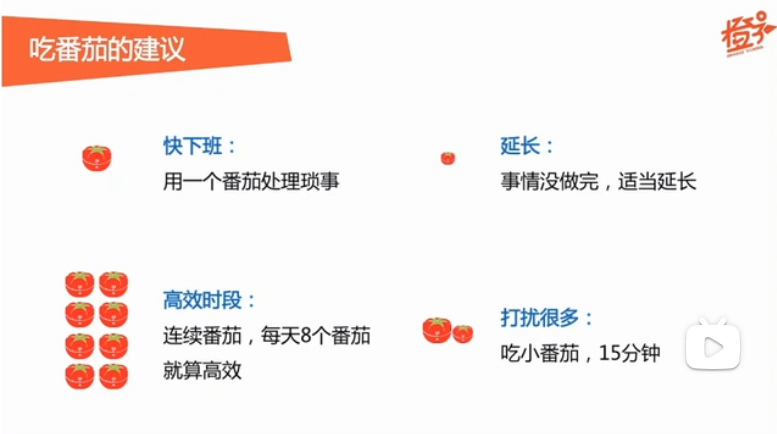 吃番茄的建议
橙子
快下班：
用一个番茄处理琐事
延长：
事情没做完，适当延长
高效时段：
连续番茄，每天8个番茄
就算高效
打扰很多：
吃小番茄，15分钟